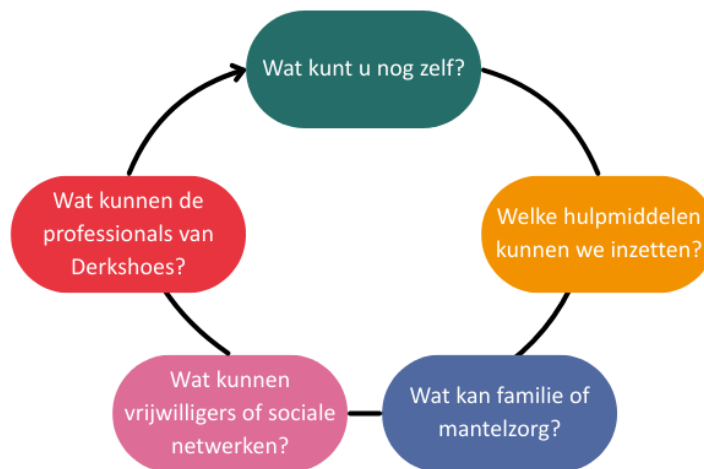 Wat kunt u nog zelf?
Welke hulpmiddelen
kunnen we inzetten?
Wat kan familie of
mantelzorg?
Wat kunnen
vrijwilligers of sociale
netwerken?
Wat kunnen de
professionals van
Derkshoes?